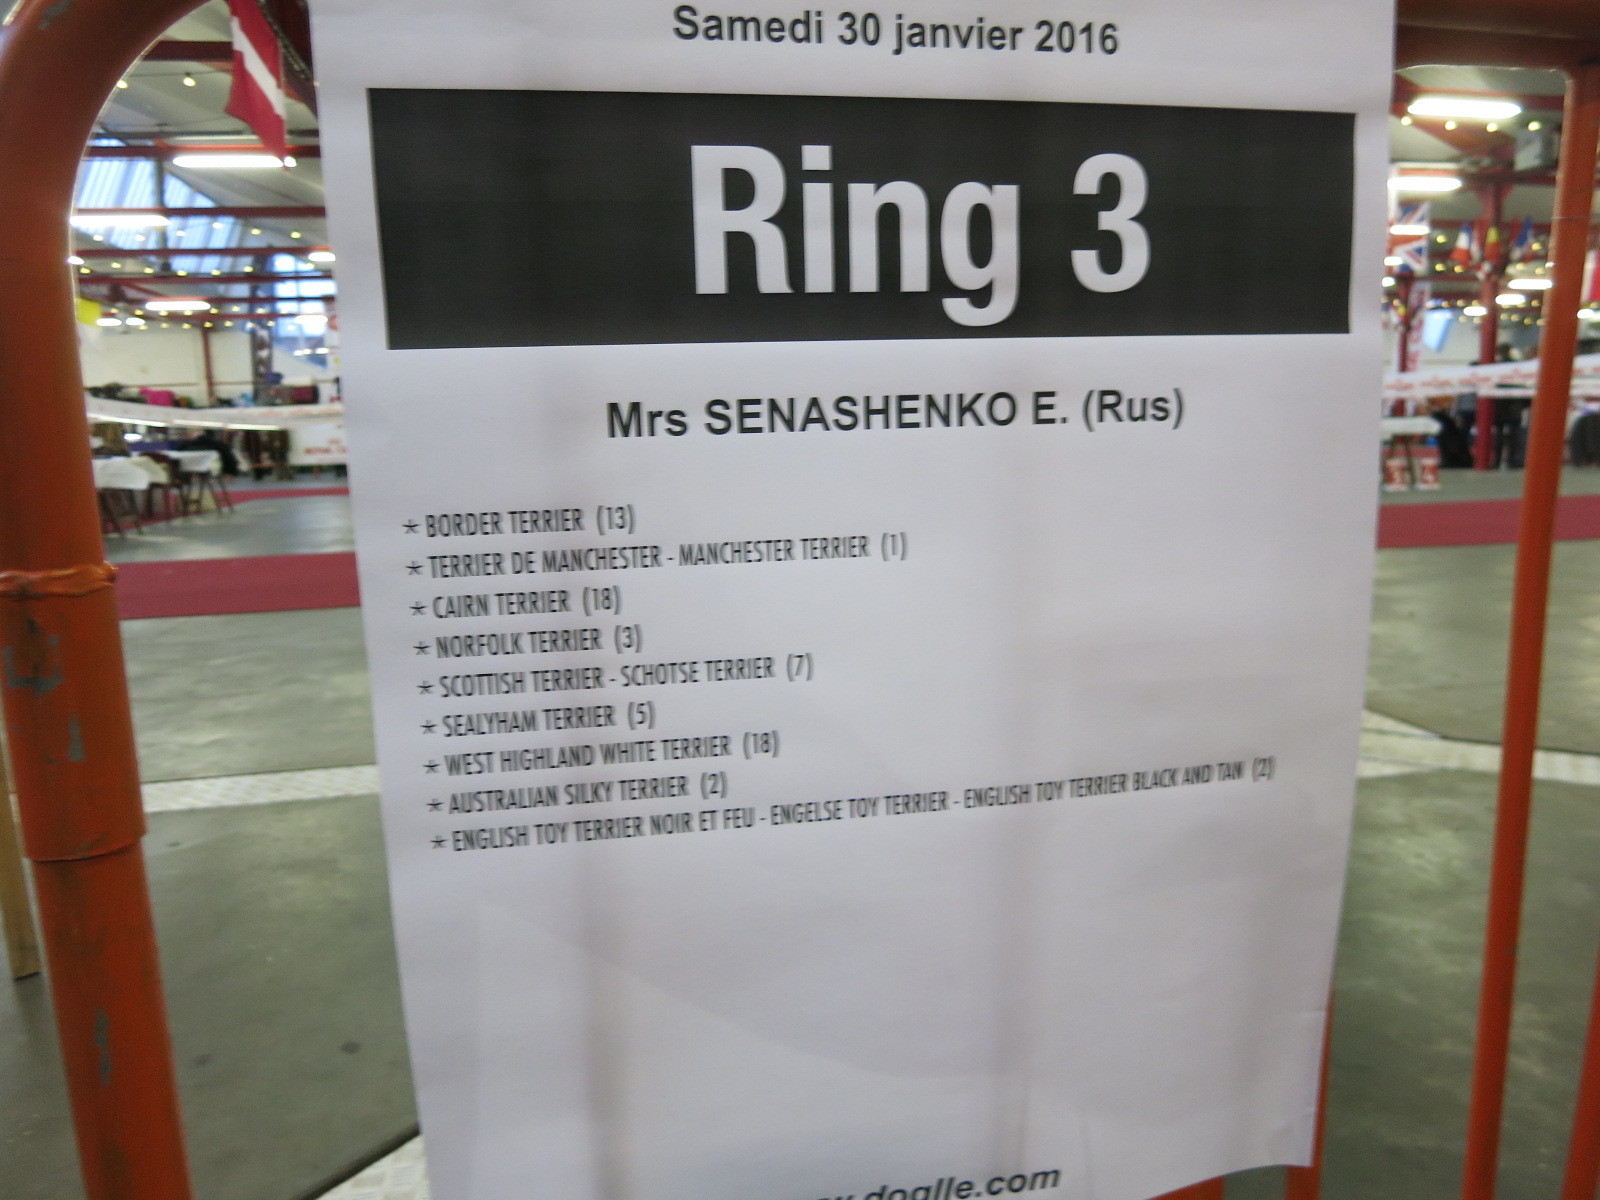 Samedi 30 janvier 2016
Ring 3
Mrs SENASHENKO E. (Rus)
* BORDER TERRIER (13)
* TERRIER DE MANCHESTER - MANCHESTER TERRIER (1)
* CAIRN TERRIER (18)
* NORFOLK TERRIER (3)
* SCOTTISH TERRIER - SCHOTSE TERRIER (7)
* SEALYHAM TERRIER (5)
* WEST HIGHLAND WHITE TERRIER (18)
* AUSTRALIAN SILKY TERRIER (2)
* ENGLISH TOY TERRIER NOIR ET FEU - ENGELSE TOY TERRIER - ENGLISH TOY TERRIER BLACK AND TAN (2)